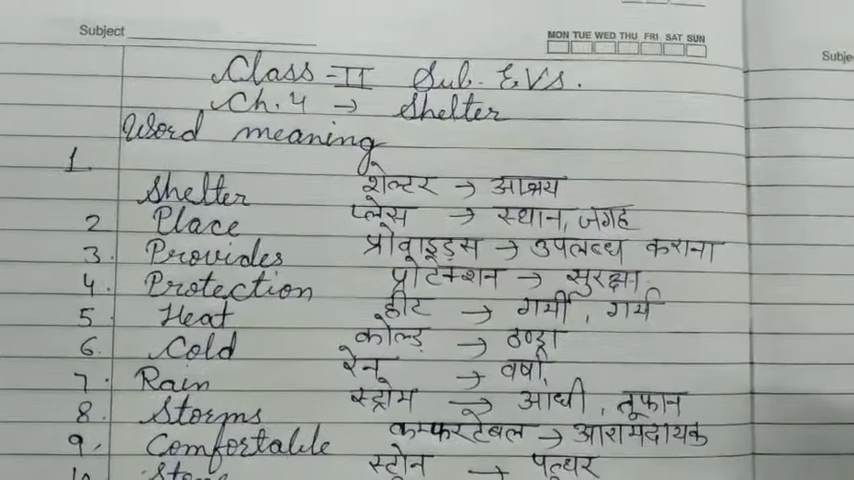 Subject
MON TUE WED THU FRI SAT SUN
Class - II Sub. E.V.s.
Ch. 4 → Shelter
Word meaning
1 Shelter शेल्टर → आश्रय
2 Place प्लेस → स्थान, जगह
3. Provides प्रोवाइड्स → उपलब्ध कराना
4. Protection प्रोटेक्शन → सुरक्षा
5 Heat हीट → गर्मी, गर्म
6. Cold कोल्ड → ठण्डा
7. Rain रेन → वर्षा
8. Storms स्ट्रोम → आंधी, तूफान
9. Comfortable कम्फरटेबल → आरामदायक
10 स्टोन → पत्थर